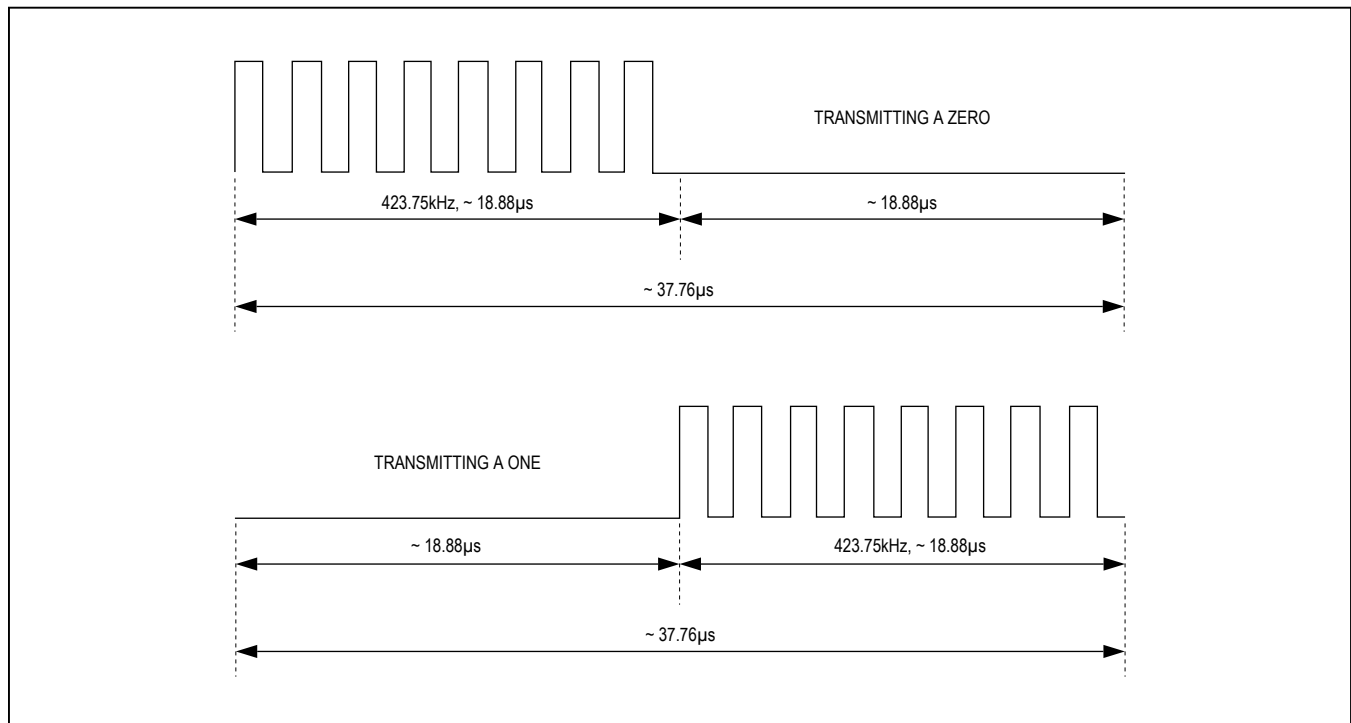 TRANSMITTING A ZERO
423.75kHz, ~ 18.88µs
~ 18.88µs
~ 37.76µs
TRANSMITTING A ONE
~ 18.88µs
423.75kHz, ~ 18.88µs
~ 37.76µs